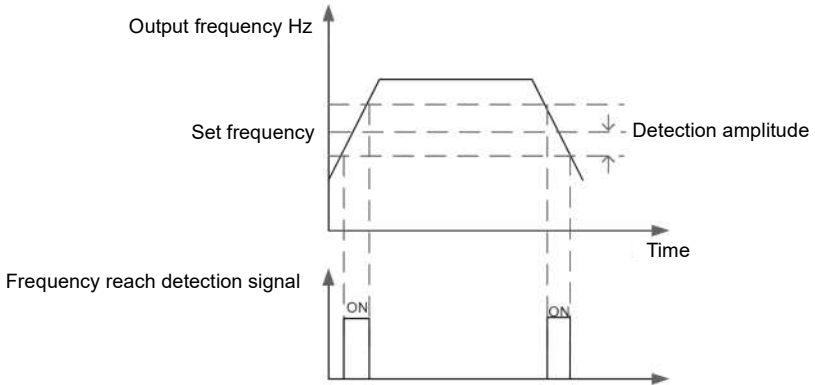 Output frequency Hz
Set frequency
Detection amplitude
Time
Frequency reach detection signal
ON
ON